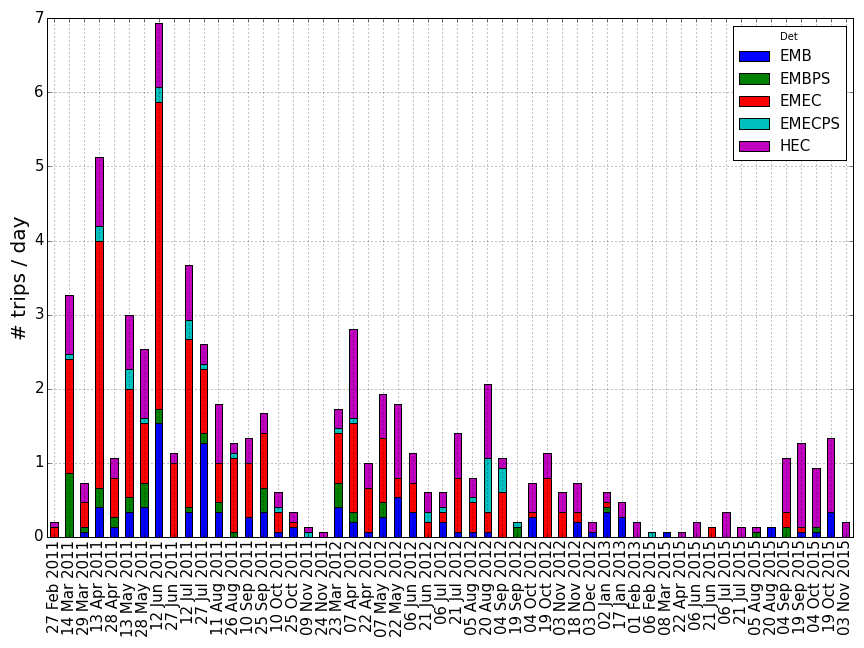 # trips / day
7
6
5
4
3
2
1
0
Det
EMB
EMBPS
EMEC
EMECPS
HEC
27 Feb 2011
14 Mar 2011
29 Mar 2011
13 Apr 2011
28 Apr 2011
13 May 2011
28 May 2011
12 Jun 2011
27 Jun 2011
12 Jul 2011
27 Jul 2011
11 Aug 2011
26 Aug 2011
10 Sep 2011
25 Sep 2011
10 Oct 2011
25 Oct 2011
09 Nov 2011
24 Nov 2011
23 Mar 2012
07 Apr 2012
22 Apr 2012
07 May 2012
22 May 2012
06 Jun 2012
21 Jun 2012
06 Jul 2012
21 Jul 2012
05 Aug 2012
20 Aug 2012
04 Sep 2012
19 Sep 2012
04 Oct 2012
19 Oct 2012
03 Nov 2012
18 Nov 2012
03 Dec 2012
02 Jan 2013
17 Jan 2013
01 Feb 2013
06 Feb 2015
08 Mar 2015
22 Apr 2015
06 Jun 2015
21 Jun 2015
06 Jul 2015
21 Jul 2015
05 Aug 2015
20 Aug 2015
04 Sep 2015
19 Sep 2015
04 Oct 2015
19 Oct 2015
03 Nov 2015